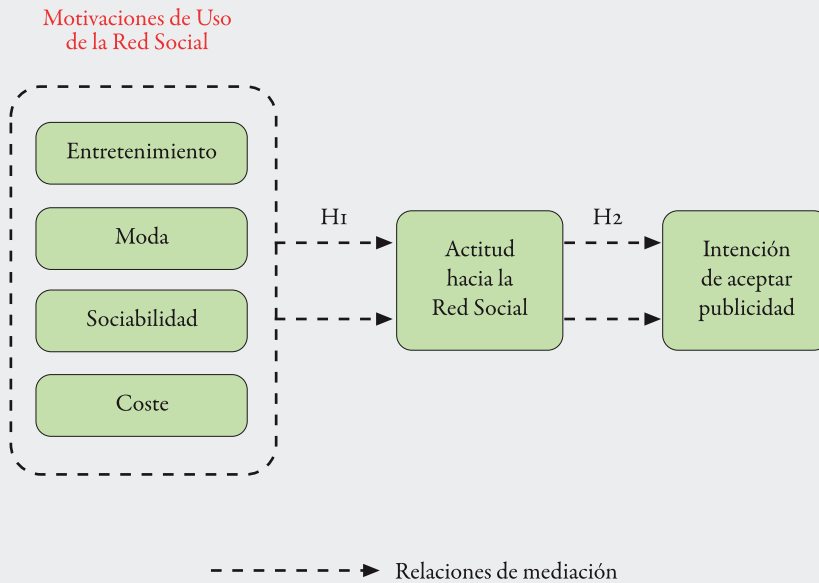 Motivaciones de Uso
de la Red Social
Entretenimiento
Moda
Sociabilidad
Coste
H1
Actitud
hacia la
Red Social
H2
Intención
de aceptar
publicidad
Relaciones de mediación